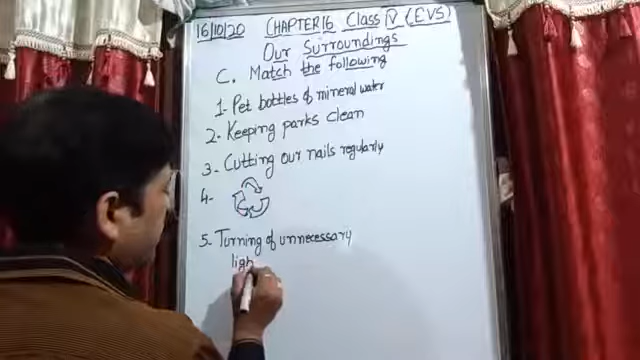 16/10/20 CHAPTER 16 Class IV (EVS)
Our Surroundings
C. Match the following
1- Pet bottles of mineral water
2- Keeping parks clean
3- Cutting our nails regularly
4-
5- Turning of unnecessary
ligh